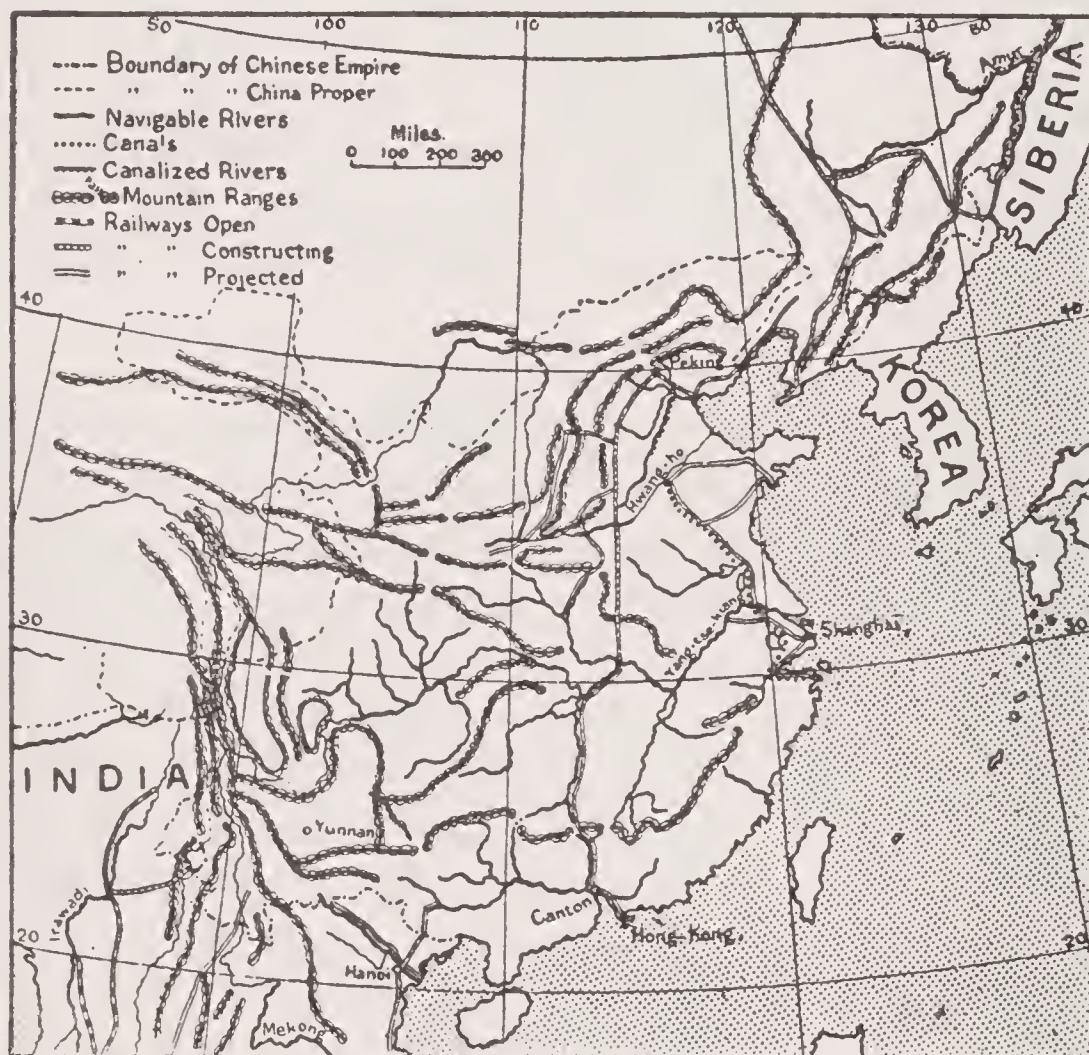 90 100 110 120 130 80
Boundary of Chinese Empire
" " " China Proper
Navigable Rivers
Canals
Canalized Rivers
Mountain Ranges
Railways Open
" " Constructing
" " Projected
Miles.
0 100 200 300
Amur
SIBERIA
40
40
Peking
KOREA
Hwang-ho
30
Yang-tse-kiang
Shanghai,
30
INDIA
Yunnan
Irawadi
Canton
Hong-Kong,
20
20
Hanoi
Mekong